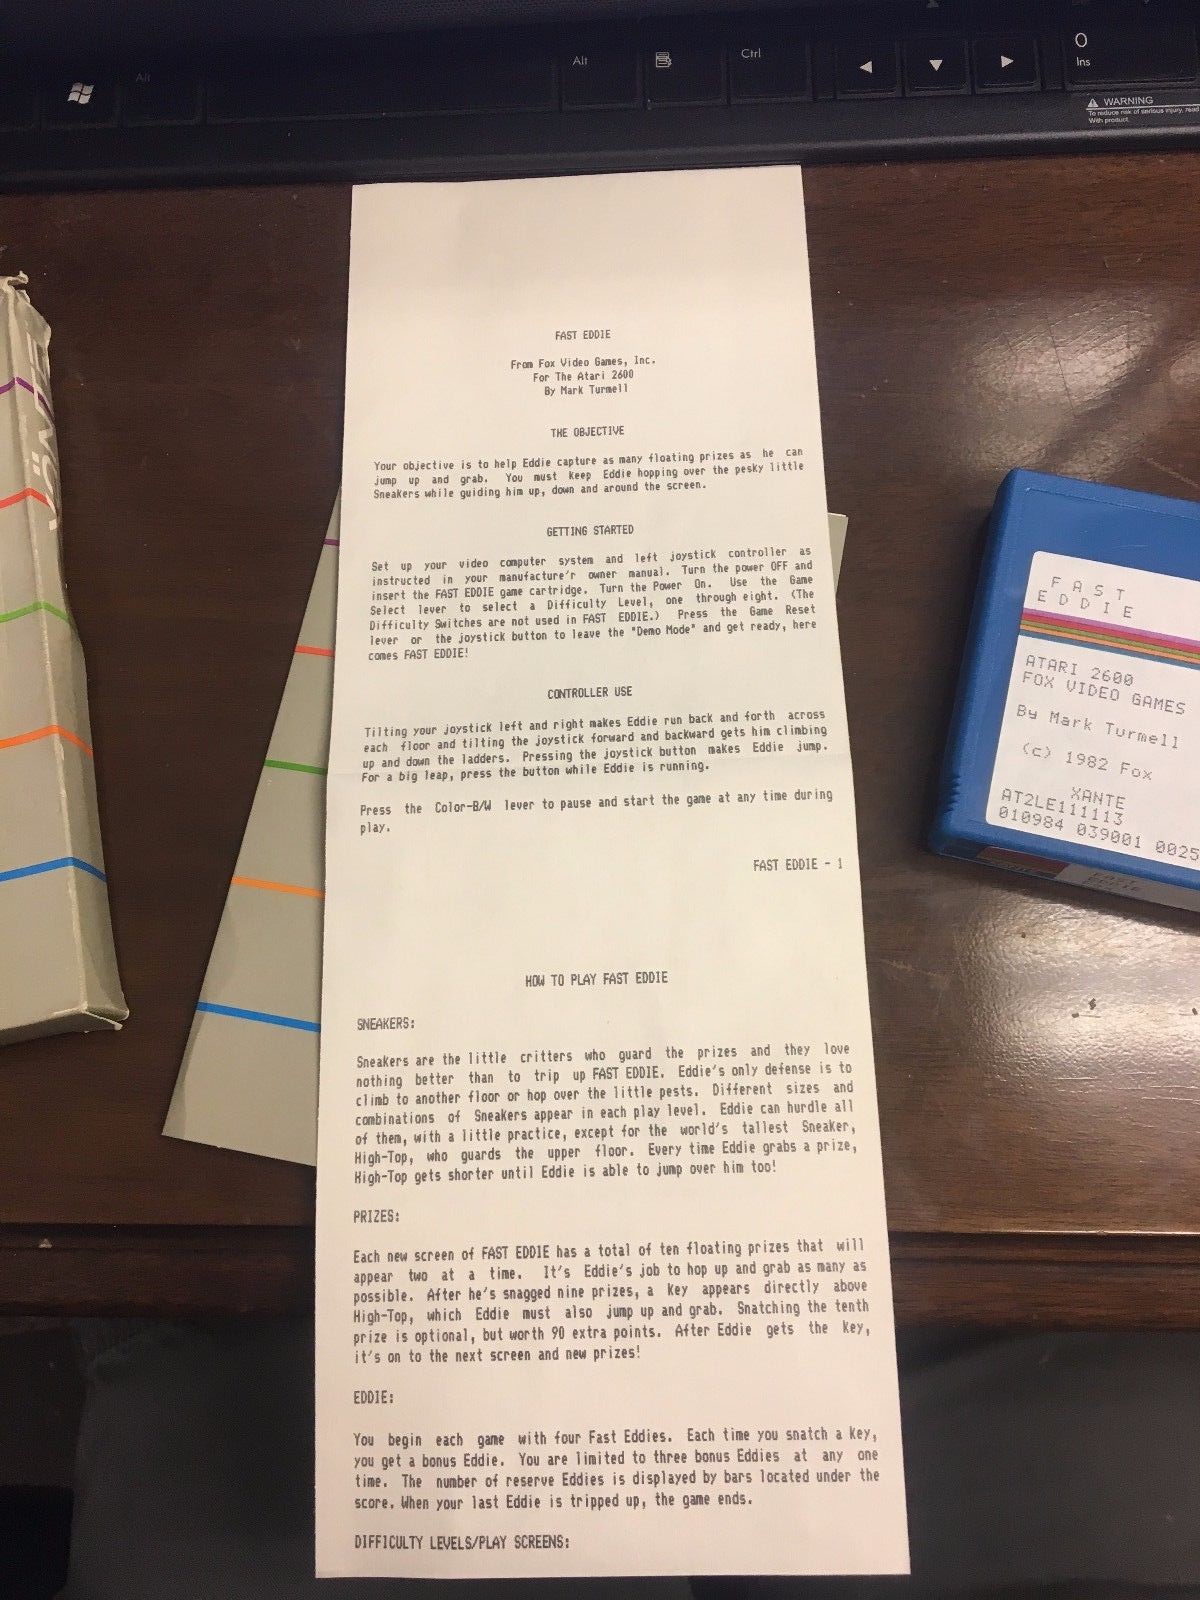 Alt
Alt
Ctrl
0
Ins
WARNING
To reduce risk of serious injury, read
With product.
FAST EDDIE
From Fox Video Games, Inc.
For The Atari 2600
By Mark Turmell
THE OBJECTIVE
Your objective is to help Eddie capture as many floating prizes as he can
jump up and grab. You must keep Eddie hopping over the pesky little
Sneakers while guiding him up, down and around the screen.
GETTING STARTED
Set up your video computer system and left joystick controller as
instructed in your manufacture'r owner manual. Turn the power OFF and
insert the FAST EDDIE game cartridge. Turn the Power On. Use the Game
Select lever to select a Difficulty Level, one through eight. (The
Difficulty Switches are not used in FAST EDDIE.) Press the Game Reset
lever or the joystick button to leave the "Demo Mode" and get ready, here
comes FAST EDDIE!
CONTROLLER USE
Tilting your joystick left and right makes Eddie run back and forth across
each floor and tilting the joystick forward and backward gets him climbing
up and down the ladders. Pressing the joystick button makes Eddie jump.
For a big leap, press the button while Eddie is running.
Press the Color-B/W lever to pause and start the game at any time during
play.
FAST EDDIE - 1
HOW TO PLAY FAST EDDIE
SNEAKERS:
Sneakers are the little critters who guard the prizes and they love
nothing better than to trip up FAST EDDIE. Eddie's only defense is to
climb to another floor or hop over the little pests. Different sizes and
combinations of Sneakers appear in each play level. Eddie can hurdle all
of them, with a little practice, except for the world's tallest Sneaker,
High-Top, who guards the upper floor. Every time Eddie grabs a prize,
High-Top gets shorter until Eddie is able to jump over him too!
PRIZES:
Each new screen of FAST EDDIE has a total of ten floating prizes that will
appear two at a time. It's Eddie's job to hop up and grab as many as
possible. After he's snagged nine prizes, a Key appears directly above
High-Top, which Eddie must also jump up and grab. Snatching the tenth
prize is optional, but worth 90 extra points. After Eddie gets the Key,
it's on to the next screen and new prizes!
EDDIE:
You begin each game with four Fast Eddies. Each time you snatch a Key,
you get a bonus Eddie. You are limited to three bonus Eddies at any one
time. The number of reserve Eddies is displayed by bars located under the
score. When your last Eddie is tripped up, the game ends.
DIFFICULTY LEVELS/PLAY SCREENS:
FAST
EDDIE
ATARI 2600
FOX VIDEO GAMES
By Mark Turmell
(c) 1982 Fox
XANTE
AT2LE111113
010984 039001 0025
FAST
EDDIE